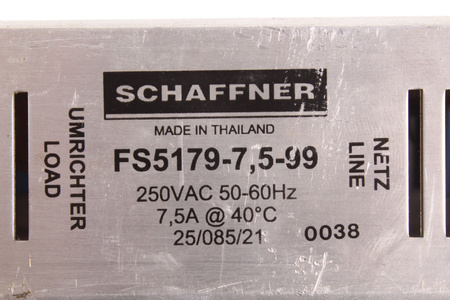 SCHAFFNER
MADE IN THAILAND
FS5179-7,5-99
250VAC 50-60Hz
7,5A @ 40°C
25/085/21
0038
UMRICHTER
LOAD
NETZ
LINE